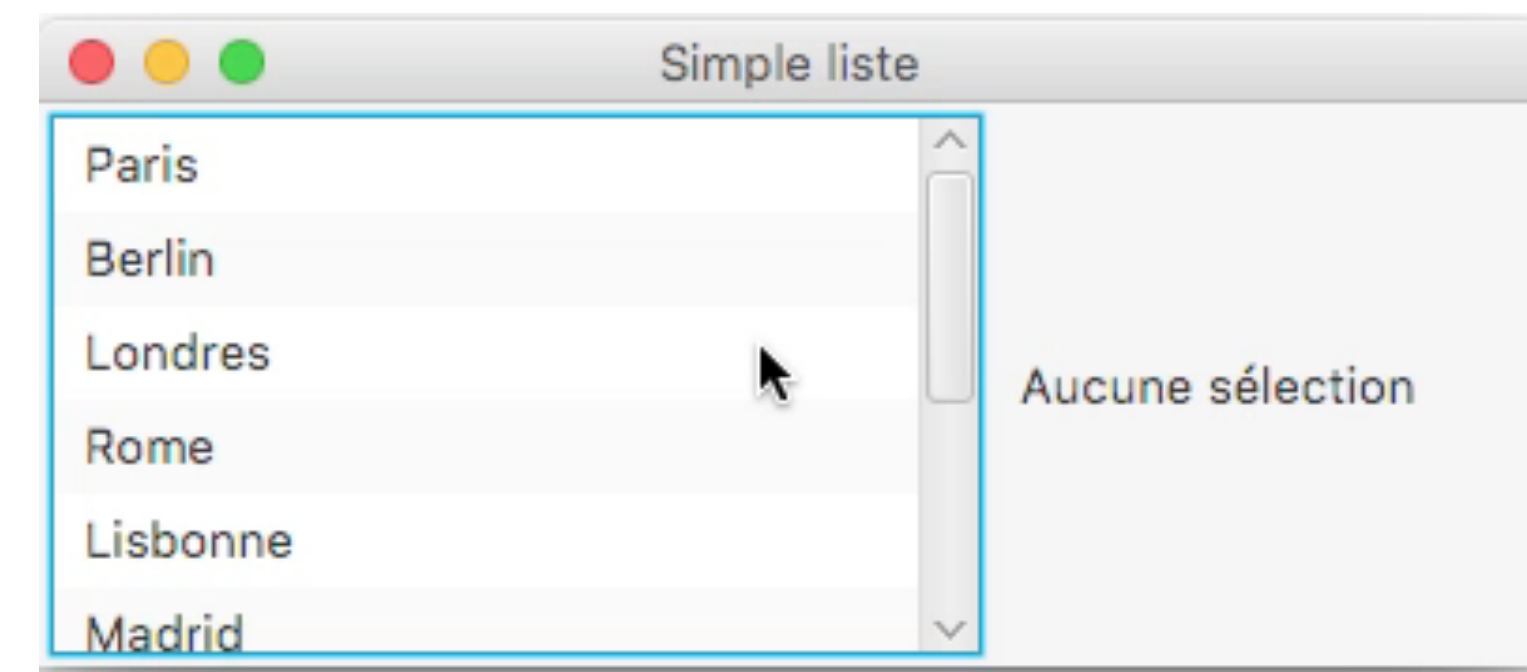 Simple liste
Paris
Berlin
Londres
Aucune sélection
Rome
Lisbonne
Madrid